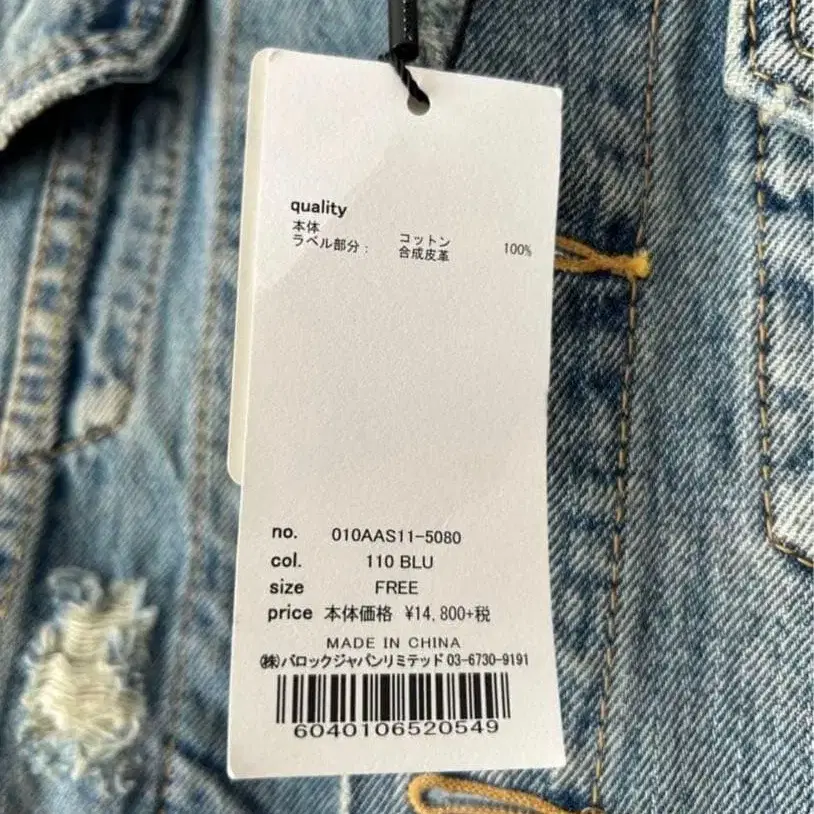 quality
本体 コットン 100%
ラベル部分： 合成皮革
no. 010AAS11-5080
col. 110 BLU
size FREE
price 本体価格 ¥14,800+税
MADE IN CHINA
㈱バロックジャパンリミテッド 03-6730-9191
6040106520549